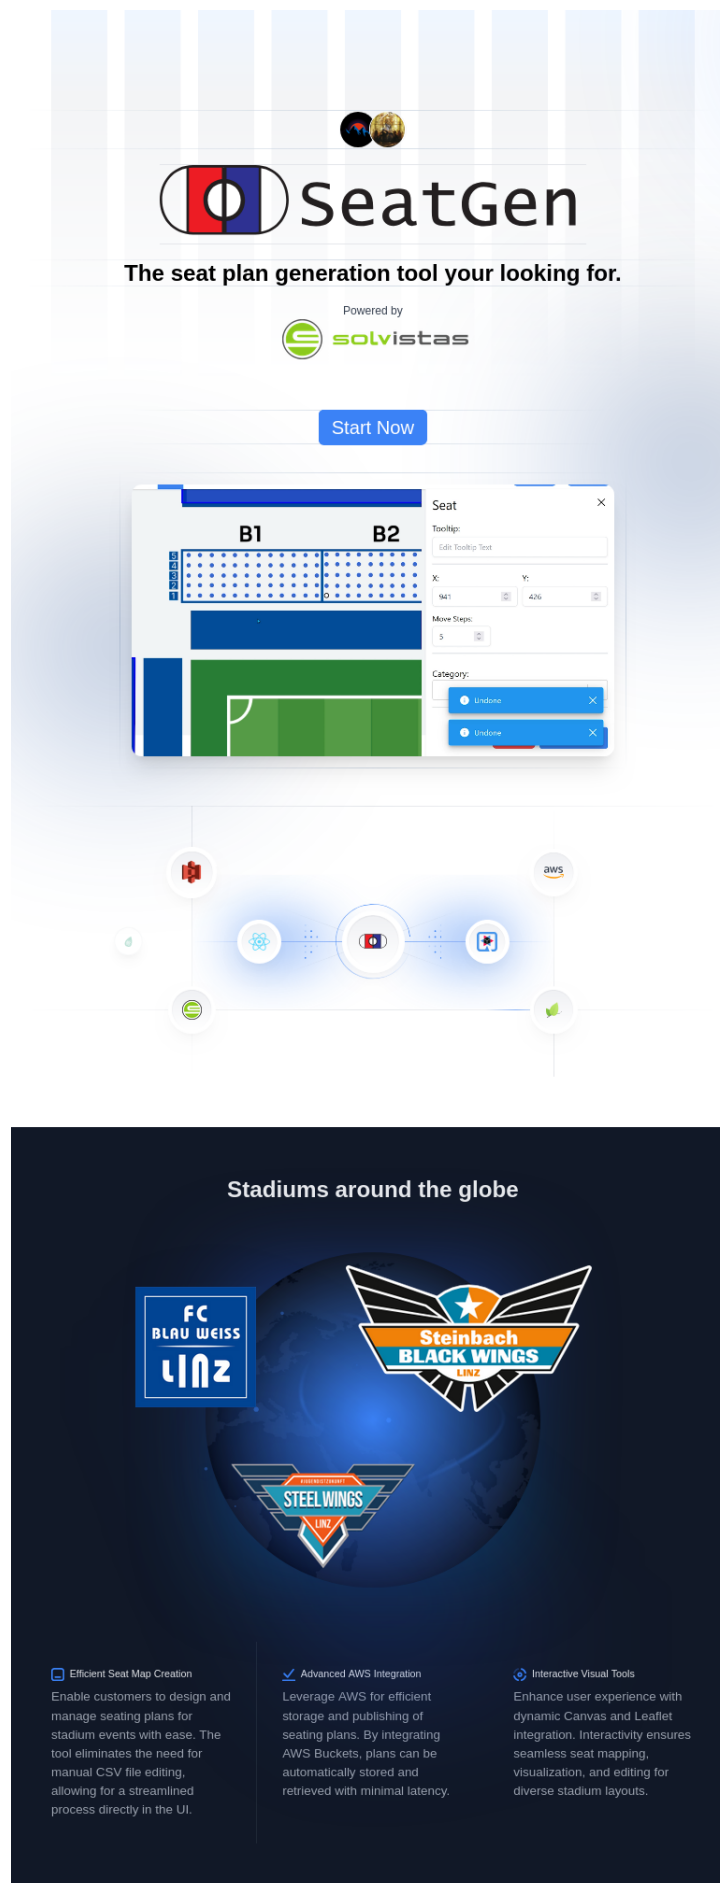 SeatGen
The seat plan generation tool your looking for.
Powered by
solvistas
Start Now
B1
B2
5
4
3
2
1
Seat
Tooltip:
Edit Tooltip Text
X:
Y:
941
426
Move Steps:
5
Category:
Undone
Undone
aws
Stadiums around the globe
FC
BLAU WEISS
LINZ
Steinbach
BLACK WINGS
LINZ
STEEL WINGS
LINZ
Efficient Seat Map Creation
Enable customers to design and
manage seating plans for
stadium events with ease. The
tool eliminates the need for
manual CSV file editing,
allowing for a streamlined
process directly in the UI.
Advanced AWS Integration
Leverage AWS for efficient
storage and publishing of
seating plans. By integrating
AWS Buckets, plans can be
automatically stored and
retrieved with minimal latency.
Interactive Visual Tools
Enhance user experience with
dynamic Canvas and Leaflet
integration. Interactivity ensures
seamless seat mapping,
visualization, and editing for
diverse stadium layouts.